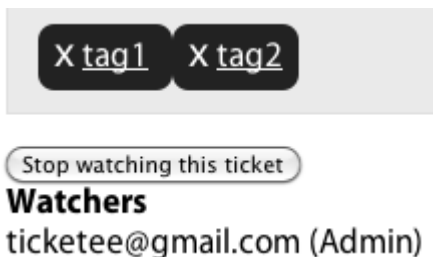 X tag1 X tag2
Stop watching this ticket
Watchers
ticketee@gmail.com (Admin)